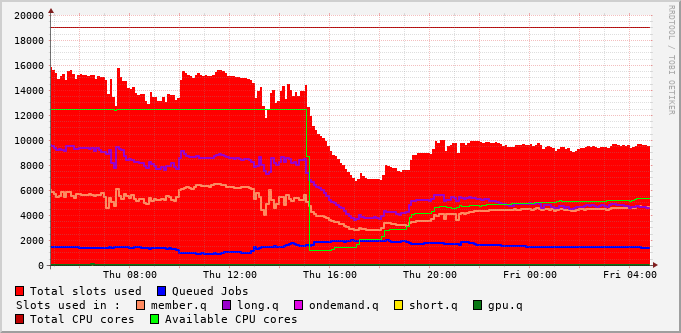 20000
18000
16000
14000
12000
10000
8000
6000
4000
2000
0
Thu 08:00 Thu 12:00 Thu 16:00 Thu 20:00 Fri 00:00 Fri 04:00
RRDTOOL / TOBI OETIKER
Total slots used Queued Jobs
Slots used in : member.q long.q ondemand.q short.q gpu.q
Total CPU cores Available CPU cores